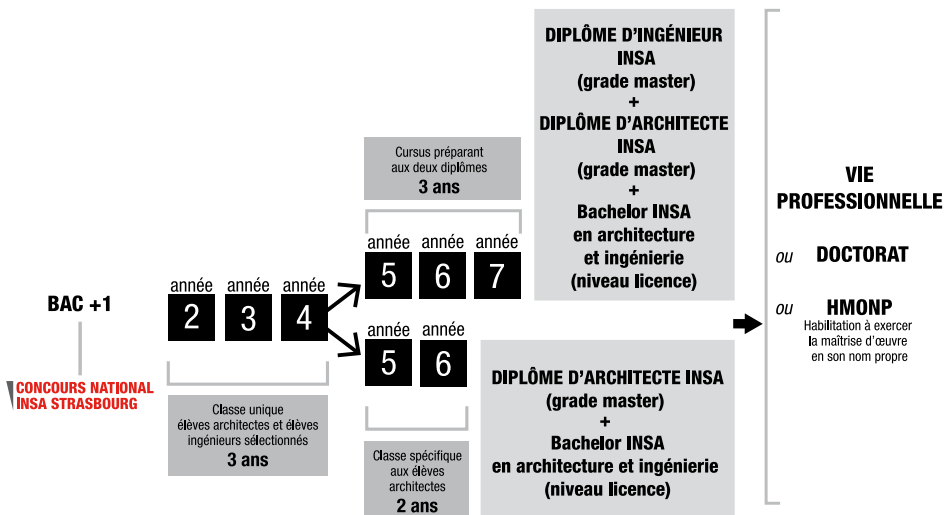 BAC +1
CONCOURS NATIONAL
INSA STRASBOURG
année
2
année
3
année
4
Classe unique
élèves architectes et élèves
ingénieurs sélectionnés
3 ans
Cursus préparant
aux deux diplômes
3 ans
année
5
année
6
année
7
DIPLÔME D'INGÉNIEUR
INSA
(grade master)
+
DIPLÔME D'ARCHITECTE
INSA
(grade master)
+
Bachelor INSA
en architecture
et ingénierie
(niveau licence)
année
5
année
6
Classe spécifique
aux élèves
architectes
2 ans
DIPLÔME D'ARCHITECTE INSA
(grade master)
+
Bachelor INSA
en architecture et ingénierie
(niveau licence)
VIE
PROFESSIONNELLE
ou DOCTORAT
ou HMONP
Habilitation à exercer
la maîtrise d'œuvre
en son nom propre